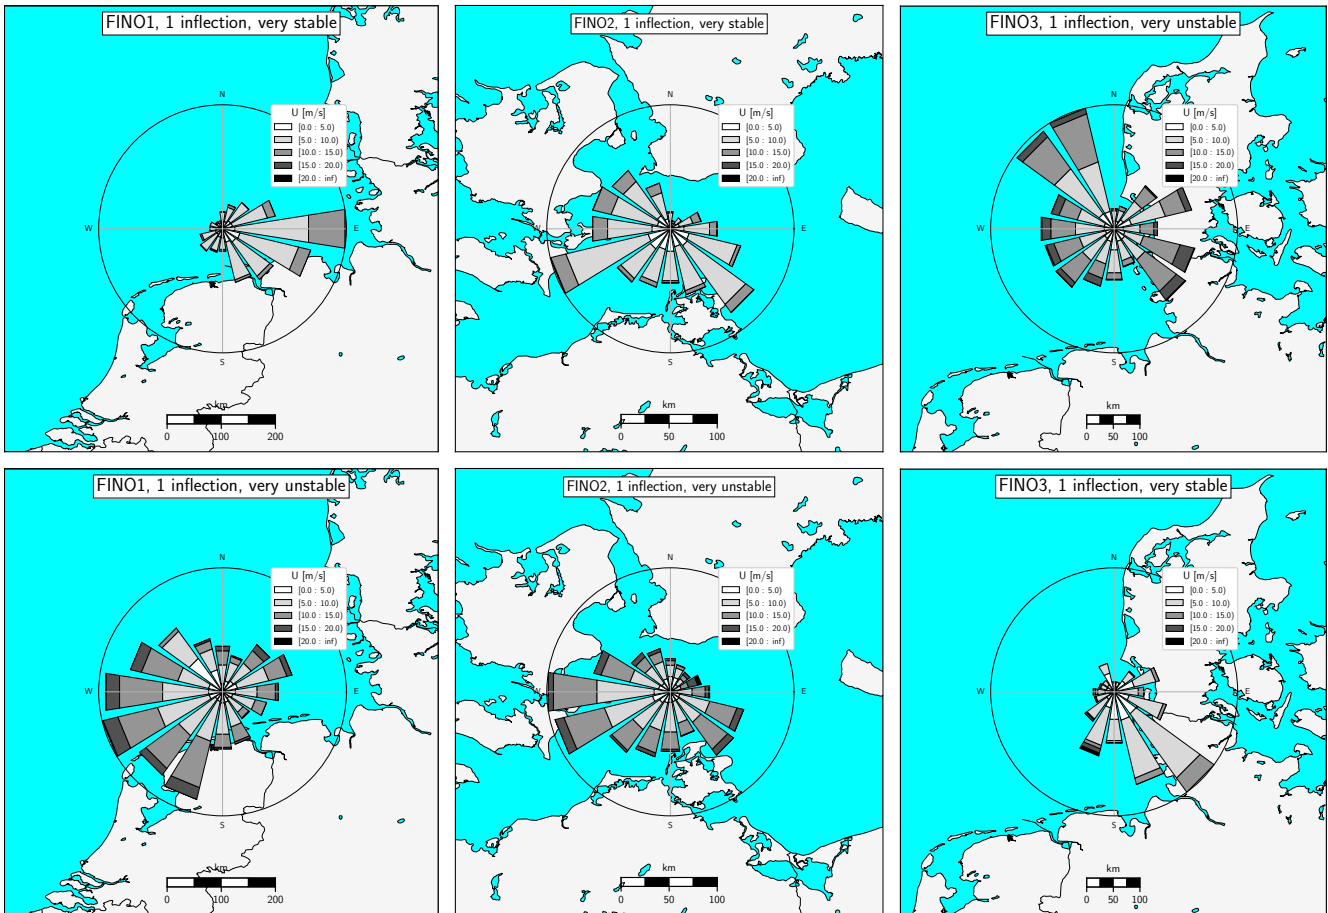 FINO1, 1 inflection, very stable
N
U [m/s]
[0.0 : 5.0)
[5.0 : 10.0)
[10.0 : 15.0)
[15.0 : 20.0)
[20.0 : inf)
W
E
S
km
0 100 200
FINO2, 1 inflection, very stable
N
U [m/s]
[0.0 : 5.0)
[5.0 : 10.0)
[10.0 : 15.0)
[15.0 : 20.0)
[20.0 : inf)
W
E
S
km
0 50 100
FINO3, 1 inflection, very unstable
N
U [m/s]
[0.0 : 5.0)
[5.0 : 10.0)
[10.0 : 15.0)
[15.0 : 20.0)
[20.0 : inf)
W
E
S
km
0 50 100
FINO1, 1 inflection, very unstable
N
U [m/s]
[0.0 : 5.0)
[5.0 : 10.0)
[10.0 : 15.0)
[15.0 : 20.0)
[20.0 : inf)
W
E
S
km
0 100 200
FINO2, 1 inflection, very unstable
N
U [m/s]
[0.0 : 5.0)
[5.0 : 10.0)
[10.0 : 15.0)
[15.0 : 20.0)
[20.0 : inf)
W
E
S
km
0 50 100
FINO3, 1 inflection, very stable
N
U [m/s]
[0.0 : 5.0)
[5.0 : 10.0)
[10.0 : 15.0)
[15.0 : 20.0)
[20.0 : inf)
W
E
S
km
0 50 100